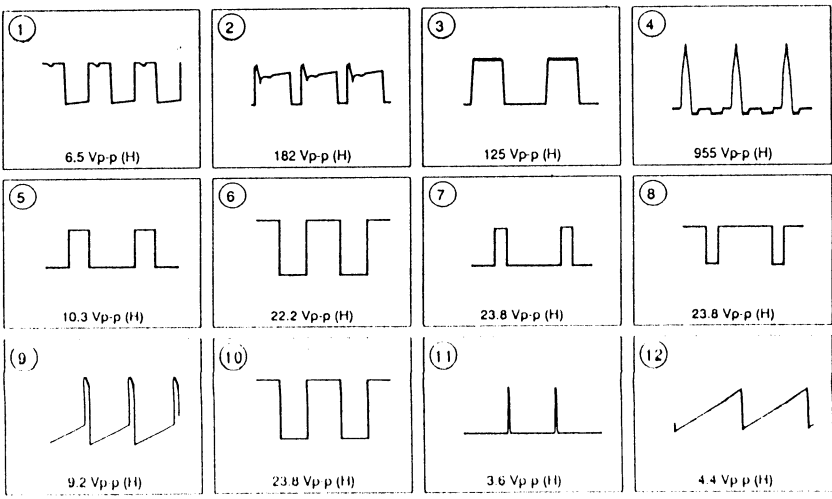 1
6.5 Vp-p (H)
2
182 Vp-p (H)
3
125 Vp-p (H)
4
955 Vp-p (H)
5
10.3 Vp-p (H)
6
22.2 Vp-p (H)
7
23.8 Vp-p (H)
8
23.8 Vp-p (H)
9
9.2 Vp-p (H)
10
23.8 Vp-p (H)
11
3.6 Vp-p (H)
12
4.4 Vp-p (H)